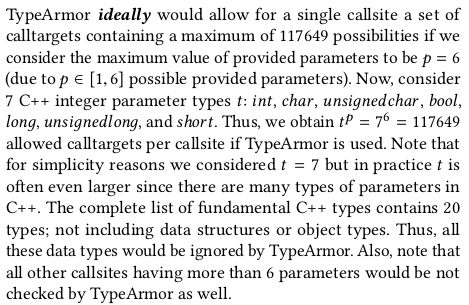 TypeArmor ideally would allow for a single callsite a set of
calltargets containing a maximum of 117649 possibilities if we
consider the maximum value of provided parameters to be p = 6
(due to p ∈ [1, 6] possible provided parameters). Now, consider
7 C++ integer parameter types t: int, char, unsignedchar, bool,
long, unsignedlong, and short. Thus, we obtain tᵖ = 7⁶ = 117649
allowed calltargets per callsite if TypeArmor is used. Note that
for simplicity reasons we considered t = 7 but in practice t is
often even larger since there are many types of parameters in
C++. The complete list of fundamental C++ types contains 20
types; not including data structures or object types. Thus, all
these data types would be ignored by TypeArmor. Also, note that
all other callsites having more than 6 parameters would be not
checked by TypeArmor as well.